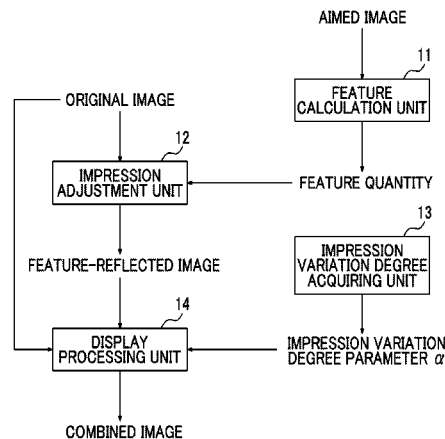 AIMED IMAGE
11
FEATURE
CALCULATION UNIT
ORIGINAL IMAGE
12
IMPRESSION
ADJUSTMENT UNIT
FEATURE QUANTITY
13
IMPRESSION
VARIATION DEGREE
ACQUIRING UNIT
FEATURE-REFLECTED IMAGE
14
DISPLAY
PROCESSING UNIT
IMPRESSION VARIATION
DEGREE PARAMETER α
COMBINED IMAGE